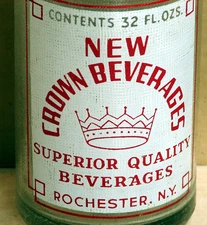 CONTENTS 32 FL. OZS.
NEW
CROWN BEVERAGES
SUPERIOR QUALITY
BEVERAGES
ROCHESTER, N.Y.